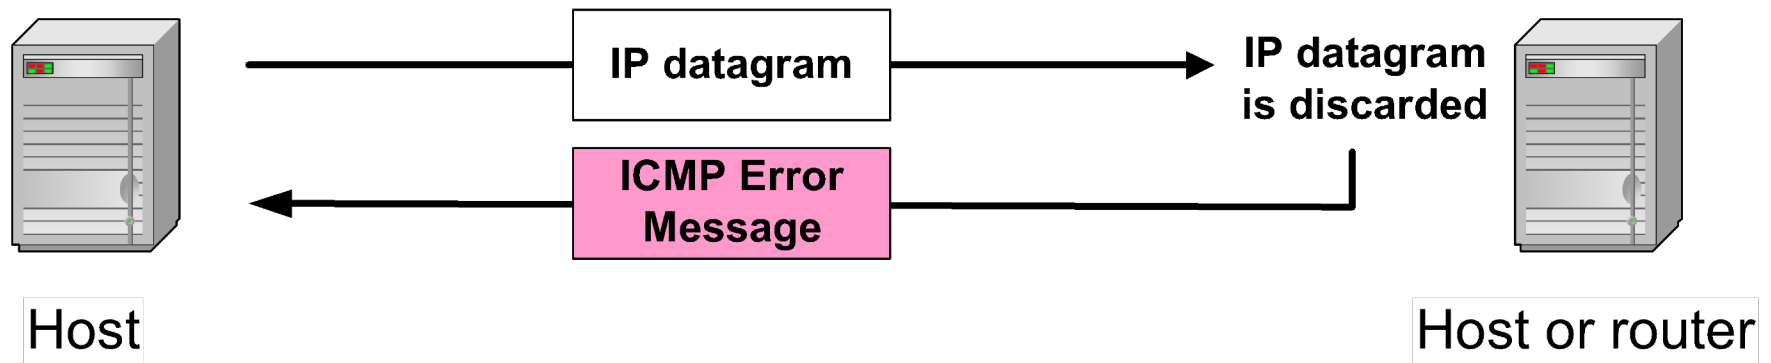 IP datagram
IP datagram
is discarded
ICMP Error
Message
Host
Host or router